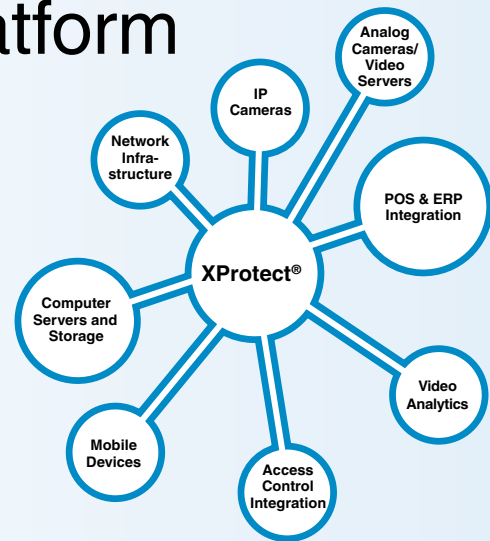 atform
Analog
Cameras/
Video
Servers
IP
Cameras
Network
Infra-
structure
POS & ERP
Integration
XProtect®
Computer
Servers and
Storage
Video
Analytics
Mobile
Devices
Access
Control
Integration